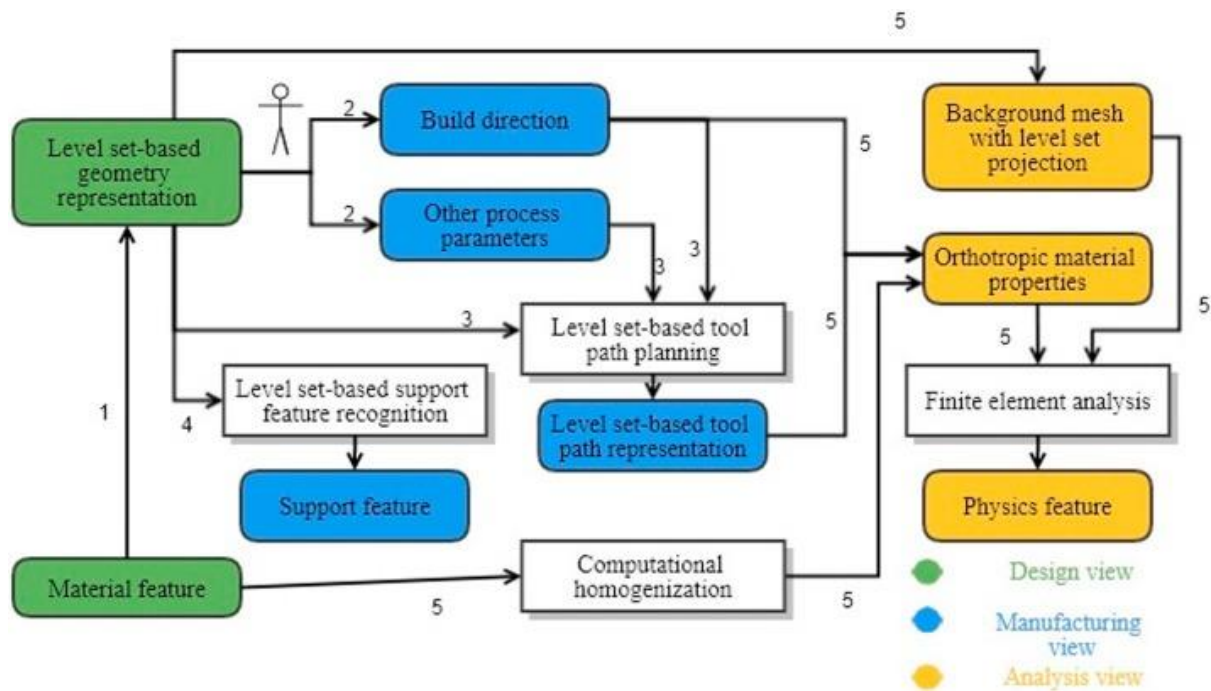 5
Level set-based
geometry
representation
2
Build direction
5
Background mesh
with level set
projection
2
Other process
parameters
3
3
Orthotropic material
properties
3
Level set-based tool
path planning
5
5
5
1
4
Level set-based support
feature recognition
Level set-based tool
path representation
Finite element analysis
Support feature
Physics feature
Material feature
5
Computational
homogenization
5
Design view
Manufacturing
view
Analysis view